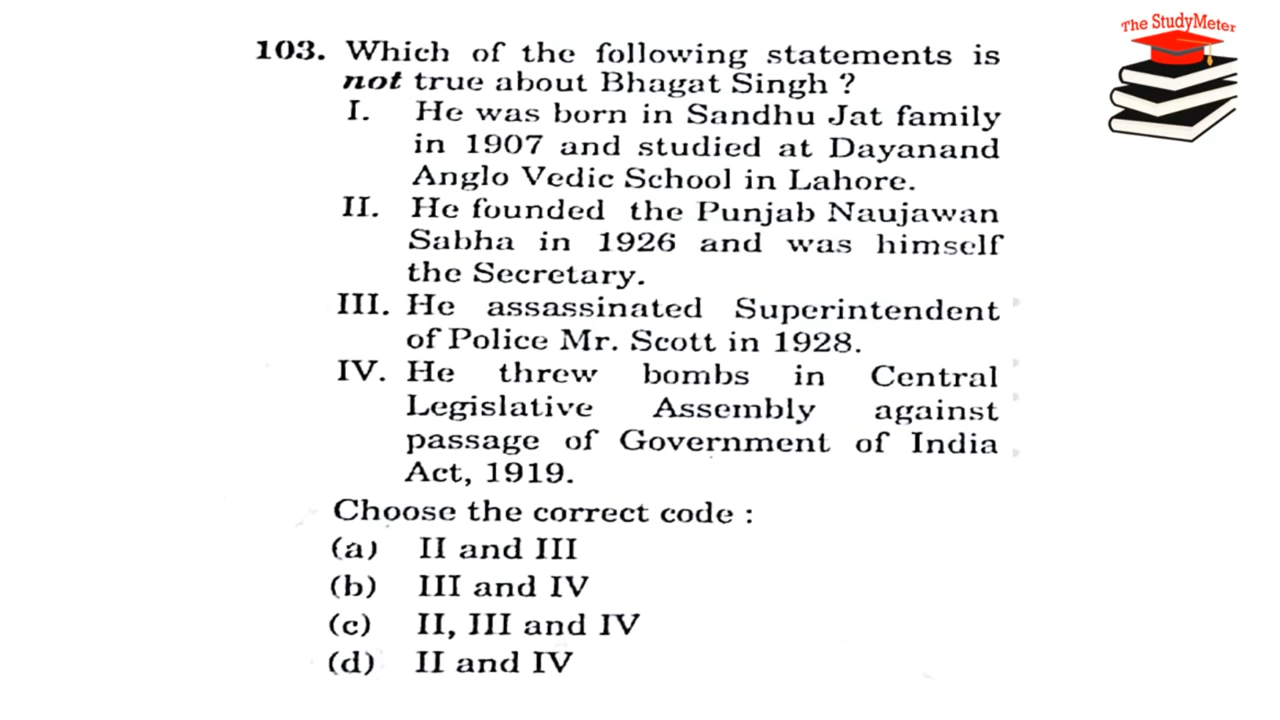 The StudyMeter
103. Which of the following statements is
not true about Bhagat Singh ?
I. He was born in Sandhu Jat family
in 1907 and studied at Dayanand
Anglo Vedic School in Lahore.
II. He founded the Punjab Naujawan
Sabha in 1926 and was himself
the Secretary.
III. He assassinated Superintendent
of Police Mr. Scott in 1928.
IV. He threw bombs in Central
Legislative Assembly against
passage of Government of India
Act, 1919.
Choose the correct code :
(a) II and III
(b) III and IV
(c) II, III and IV
(d) II and IV